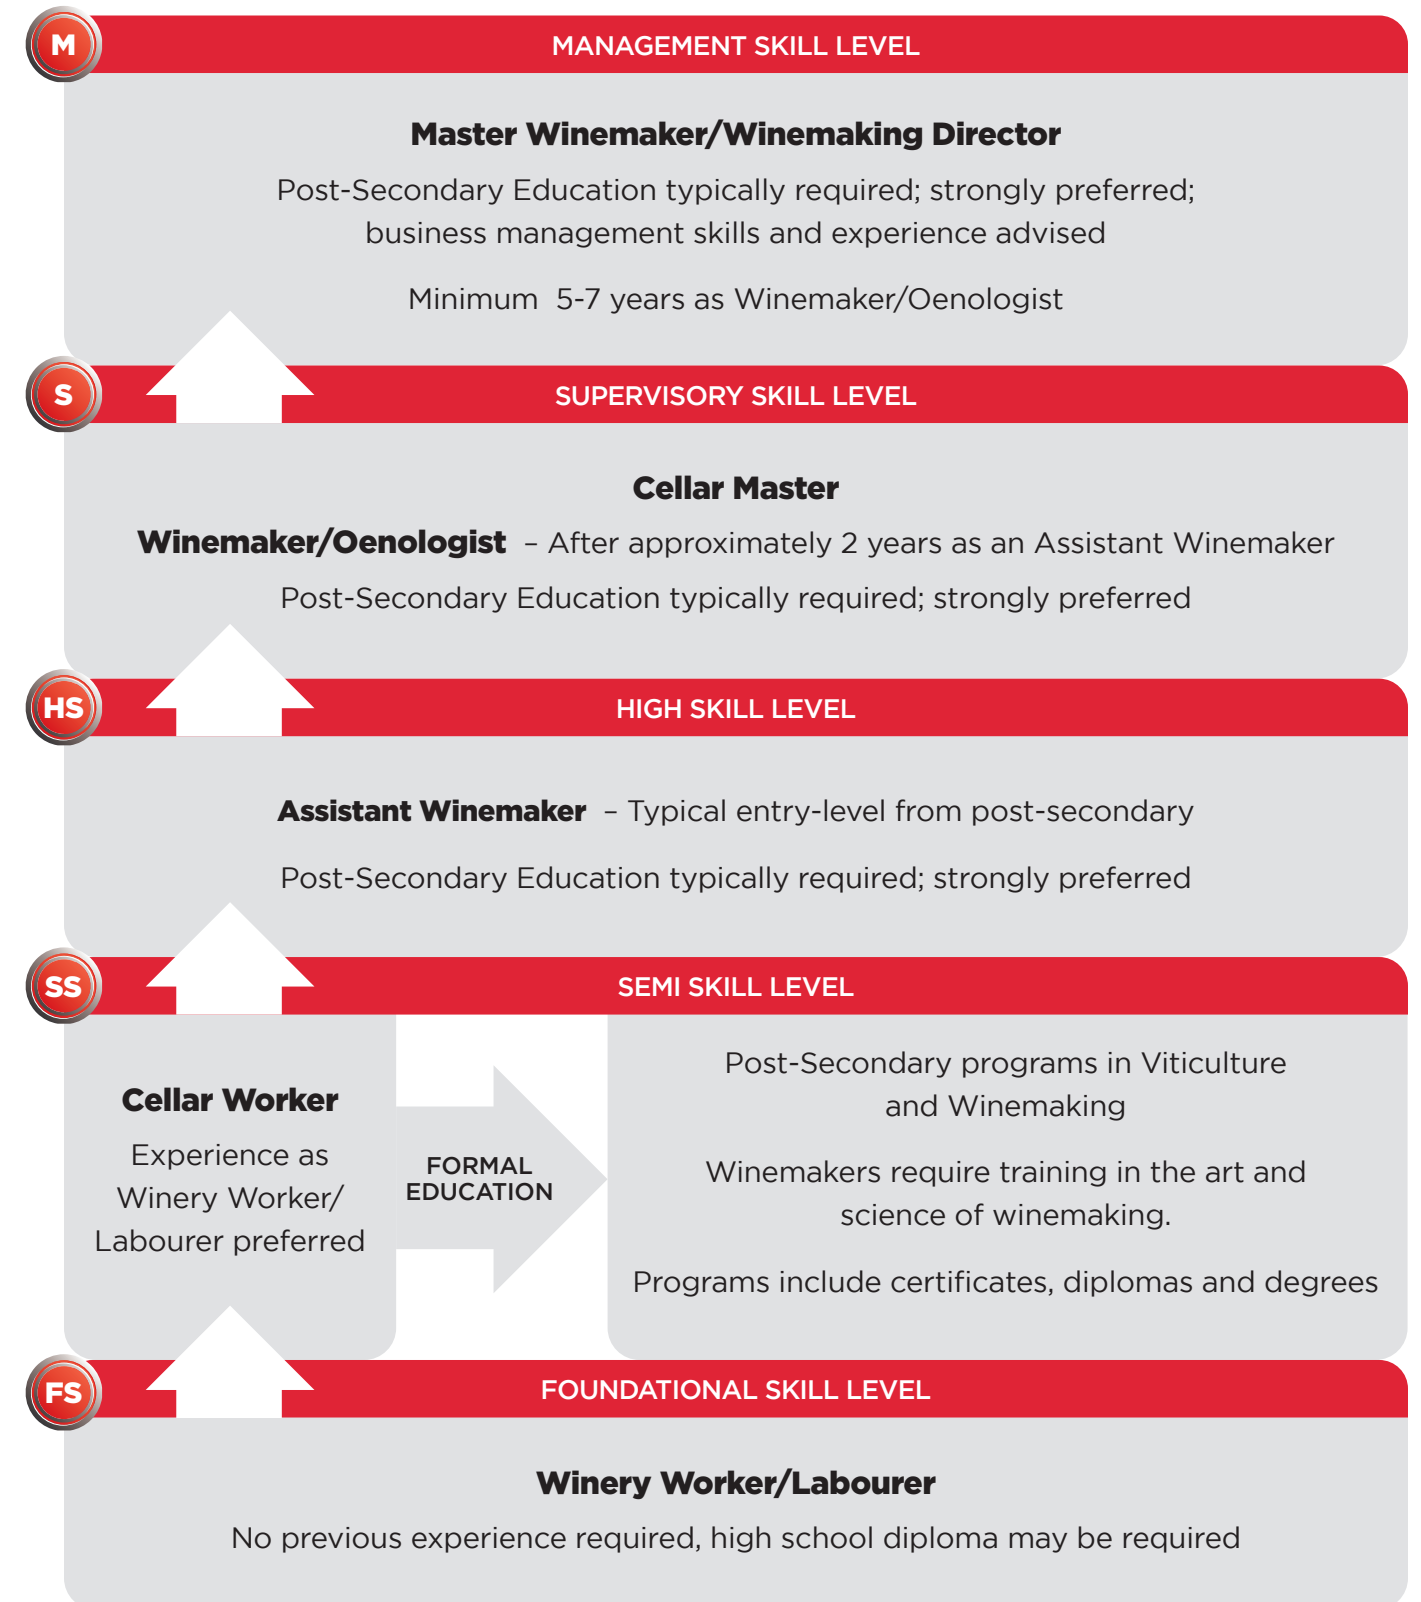 M
MANAGEMENT SKILL LEVEL
Master Winemaker/Winemaking Director
Post-Secondary Education typically required; strongly preferred;
business management skills and experience advised
Minimum 5-7 years as Winemaker/Oenologist
S
SUPERVISORY SKILL LEVEL
Cellar Master
Winemaker/Oenologist – After approximately 2 years as an Assistant Winemaker
Post-Secondary Education typically required; strongly preferred
HS
HIGH SKILL LEVEL
Assistant Winemaker – Typical entry-level from post-secondary
Post-Secondary Education typically required; strongly preferred
SS
SEMI SKILL LEVEL
Cellar Worker
Experience as
Winery Worker/
Labourer preferred
FORMAL
EDUCATION
Post-Secondary programs in Viticulture
and Winemaking
Winemakers require training in the art and
science of winemaking.
Programs include certificates, diplomas and degrees
FS
FOUNDATIONAL SKILL LEVEL
Winery Worker/Labourer
No previous experience required, high school diploma may be required